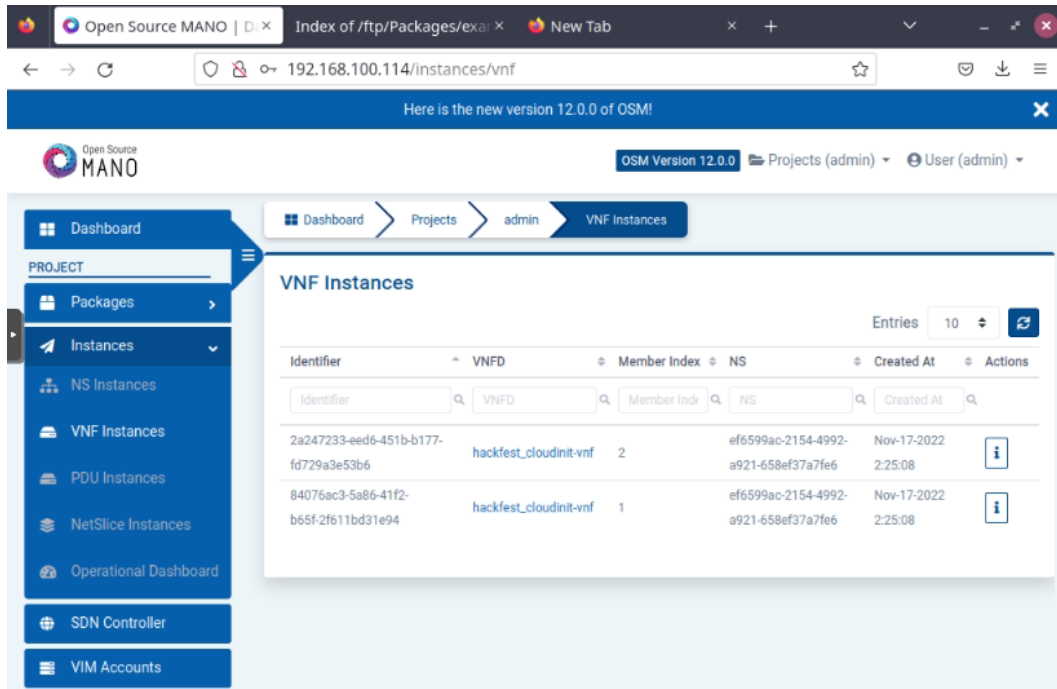 Open Source MANO | Da
Index of /ftp/Packages/exam
New Tab
192.168.100.114/instances/vnf
Here is the new version 12.0.0 of OSM!
Open Source
MANO
OSM Version 12.0.0
Projects (admin)
User (admin)
Dashboard
PROJECT
Packages
Instances
NS Instances
VNF Instances
PDU Instances
NetSlice Instances
Operational Dashboard
SDN Controller
VIM Accounts
Dashboard
Projects
admin
VNF Instances
VNF Instances
Entries 10
Identifier VNFD Member Index NS Created At Actions
Identifier VNFD Member Inde NS Created At
2a247233-eed6-451b-b177- hackfest_cloudinit-vnf 2 ef6599ac-2154-4992- Nov-17-2022
fd729a3e53b6 a921-658ef37a7fe6 2:25:08
84076ac3-5a86-41f2- hackfest_cloudinit-vnf 1 ef6599ac-2154-4992- Nov-17-2022
b65f-2f611bd31e94 a921-658ef37a7fe6 2:25:08